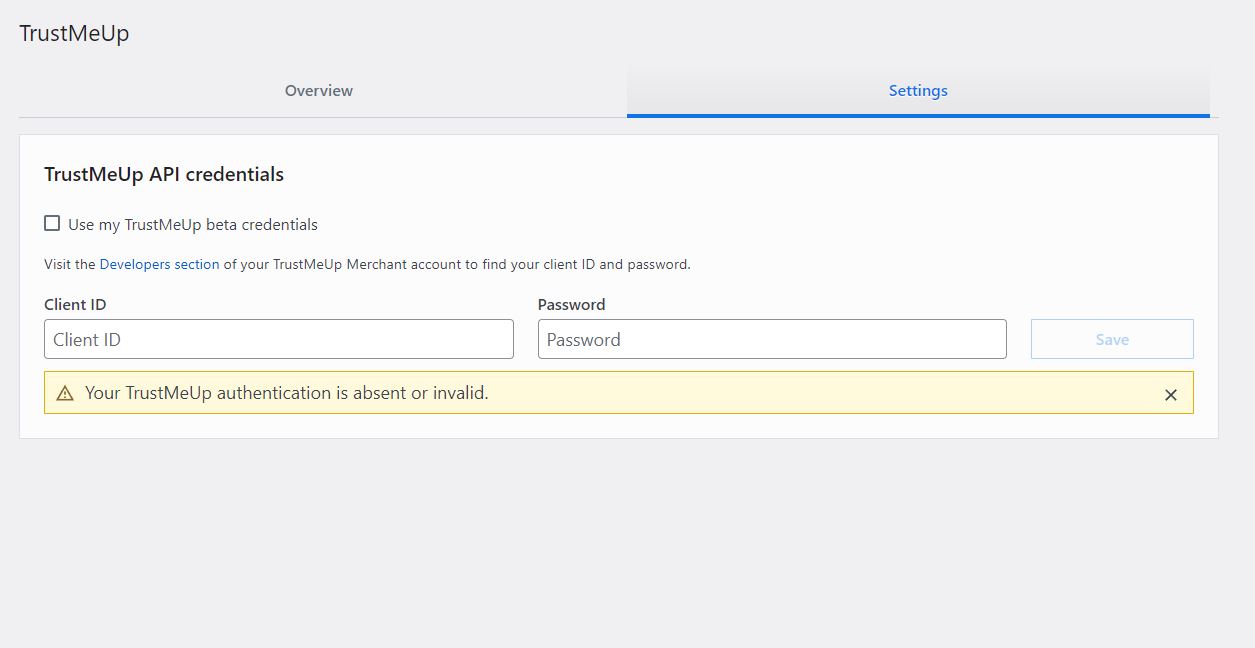 TrustMeUp
Overview
Settings
TrustMeUp API credentials
Use my TrustMeUp beta credentials
Visit the Developers section of your TrustMeUp Merchant account to find your client ID and password.
Client ID
Password
Client ID
Password
Save
Your TrustMeUp authentication is absent or invalid.